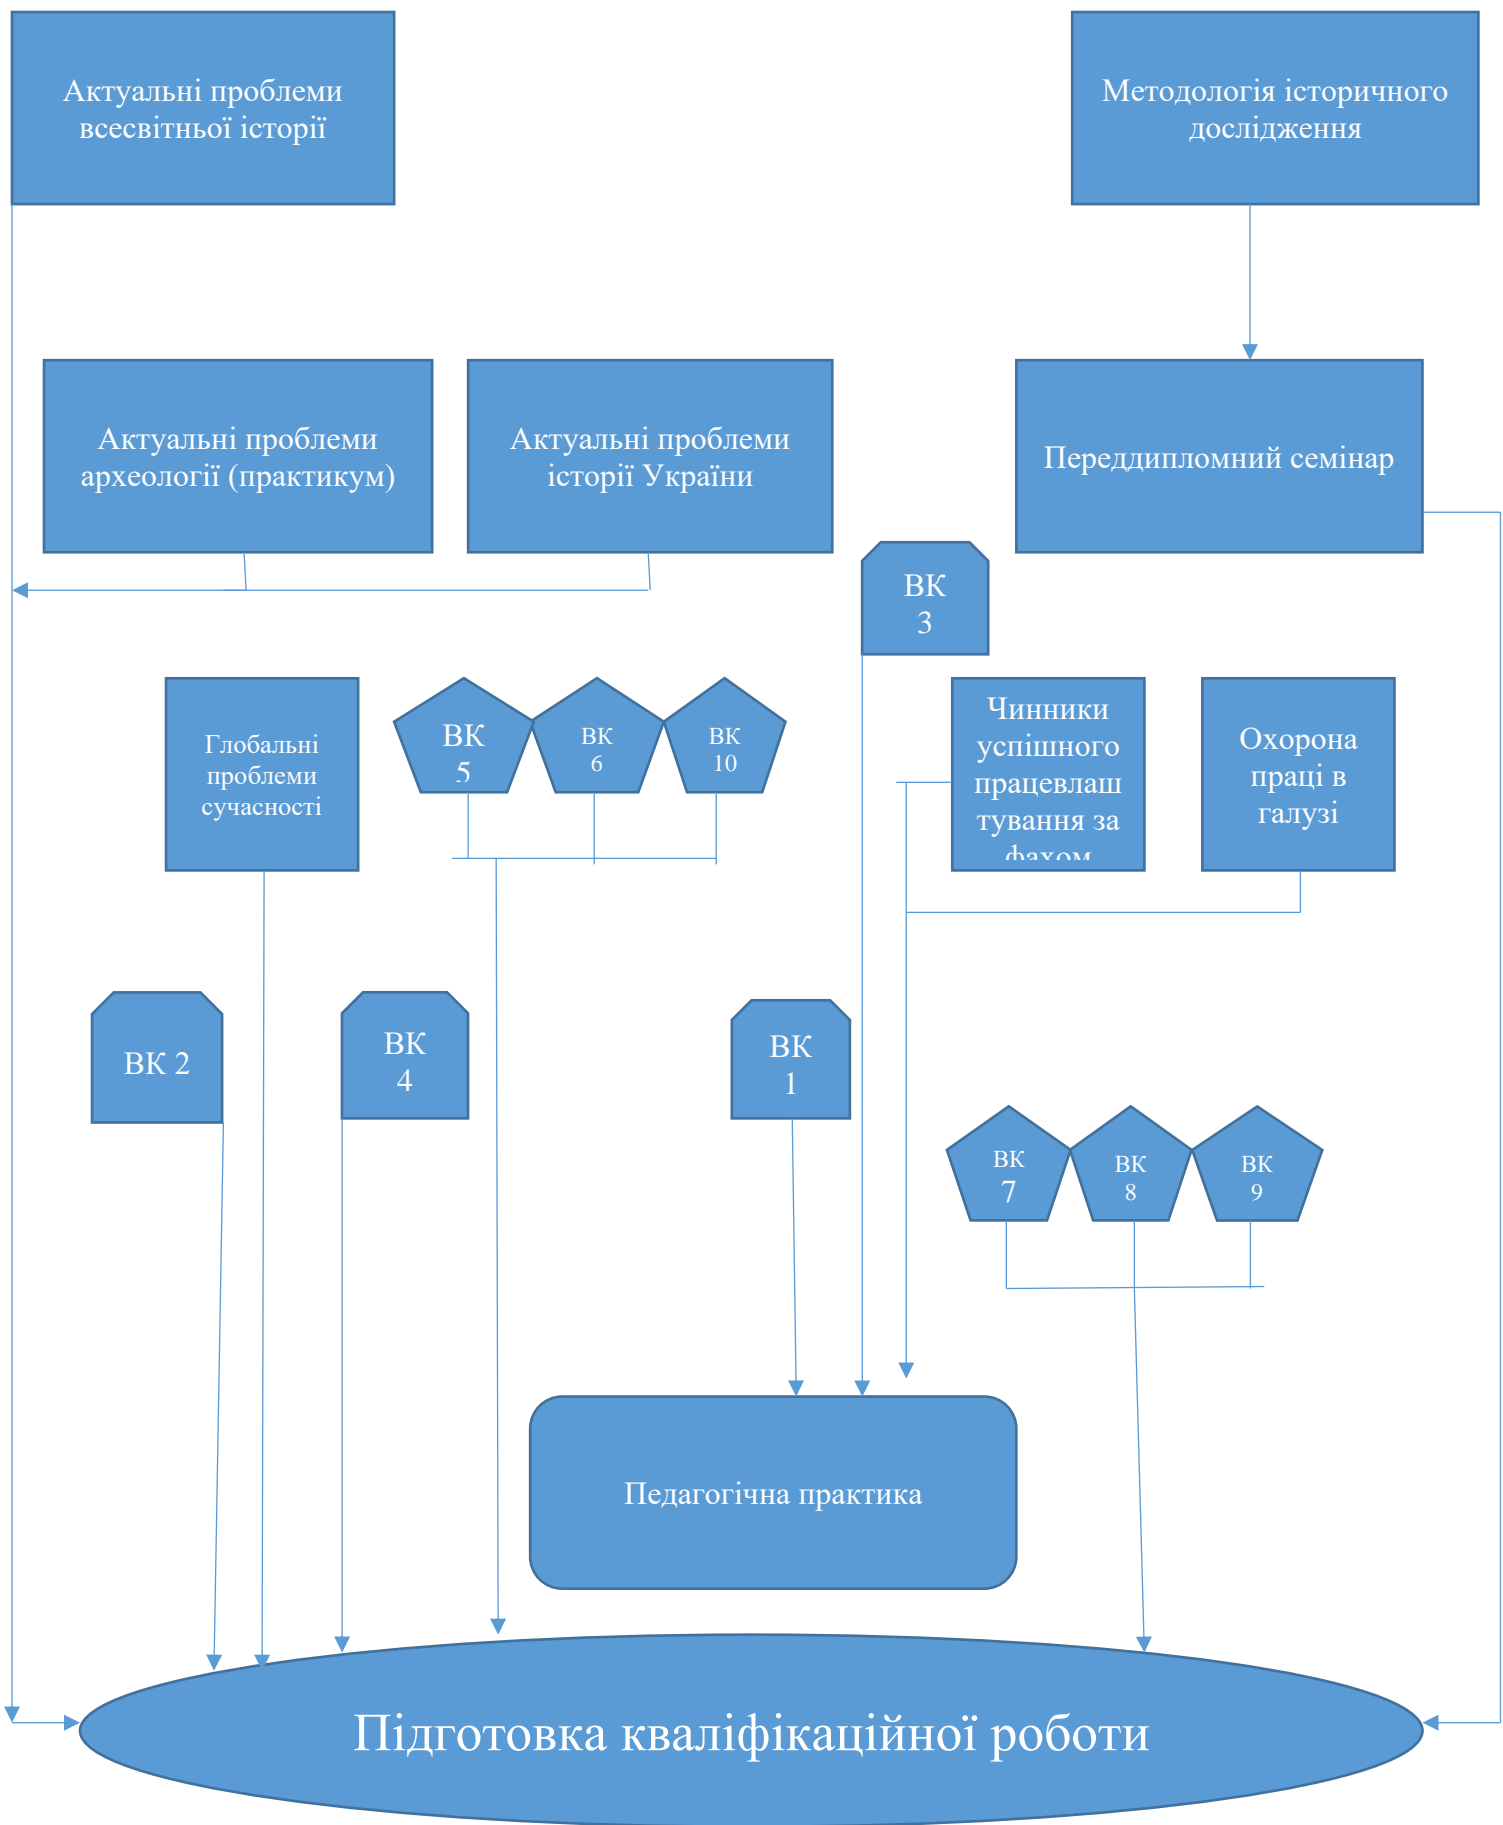 Актуальні проблеми
всесвітньої історії
Методологія історичного
дослідження
Актуальні проблеми
археології (практикум)
Актуальні проблеми
історії України
Переддипломний семінар
ВК
3
Глобальні
проблеми
сучасності
ВК
5
ВК
6
ВК
10
Чинники
успішного
працевлаш
тування за
фахом
Охорона
праці в
галузі
ВК 2
ВК
4
ВК
1
ВК
7
ВК
8
ВК
9
Педагогічна практика
Підготовка кваліфікаційної роботи